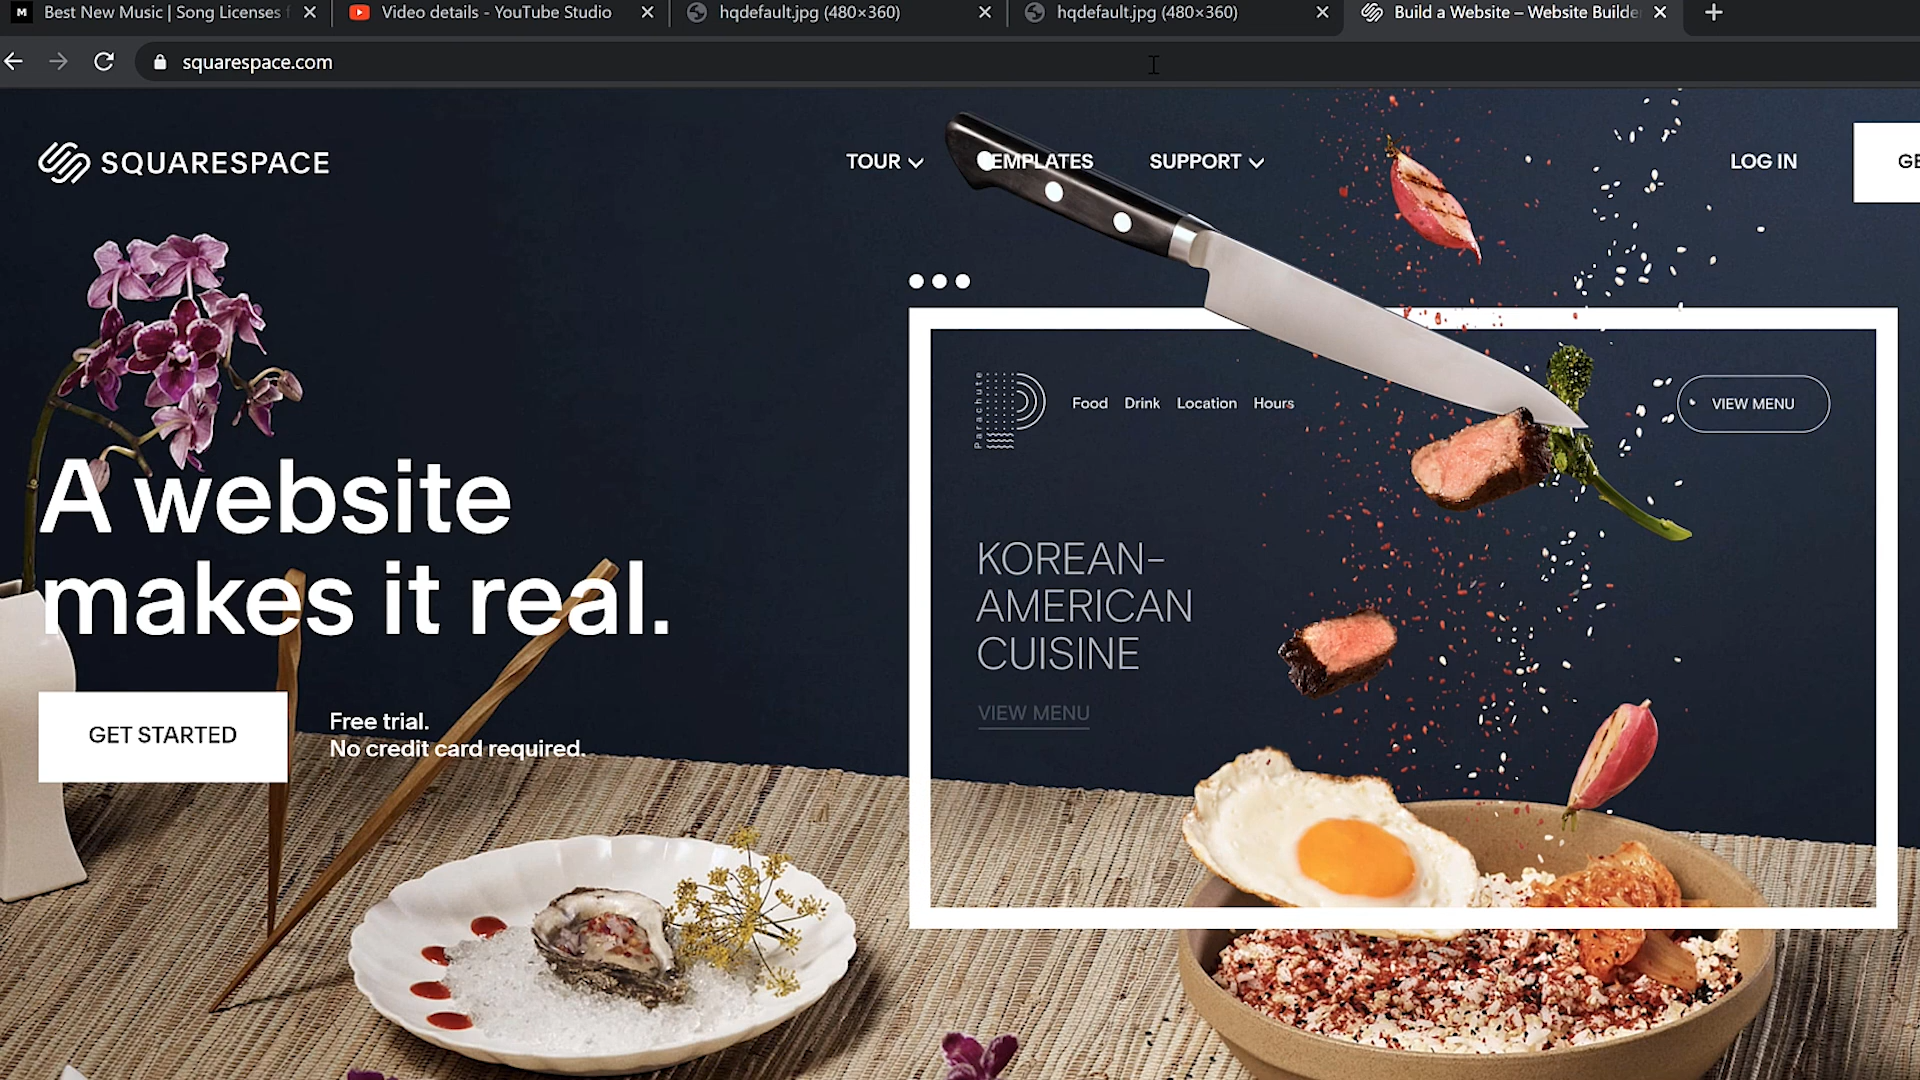 Best New Music | Song Licenses
Video details - YouTube Studio
hqdefault.jpg (480×360)
hqdefault.jpg (480×360)
Build a Website – Website Builde
squarespace.com
SQUARESPACE
TOUR
TEMPLATES
SUPPORT
LOG IN
GE
Parachute
Food Drink Location Hours
VIEW MENU
A website
makes it real.
KOREAN–
AMERICAN
CUISINE
VIEW MENU
GET STARTED
Free trial.
No credit card required.